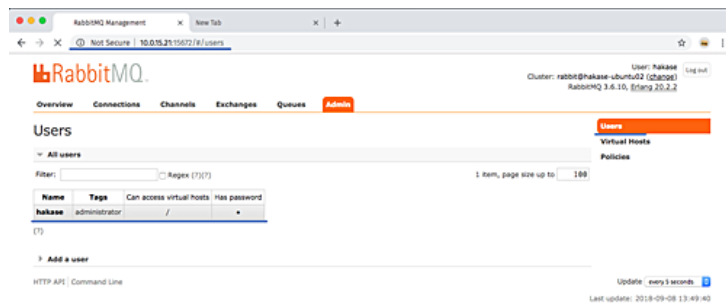 RabbitMQ Management
New Tab
Not Secure | 10.0.15.21:15672/#/users
RabbitMQ.
User: hakase
Log out
Cluster: rabbit@hakase-ubuntu02 (change)
RabbitMQ 3.6.10, Erlang 20.2.2
Overview Connections Channels Exchanges Queues Admin
Users
Users
Virtual Hosts
Policies
All users
Filter: Regex (?)(?)
1 item, page size up to 100
Name Tags Can access virtual hosts Has password
hakase administrator / •
(?)
Add a user
HTTP API Command Line
Update every 5 seconds
Last update: 2018-09-08 13:49:40